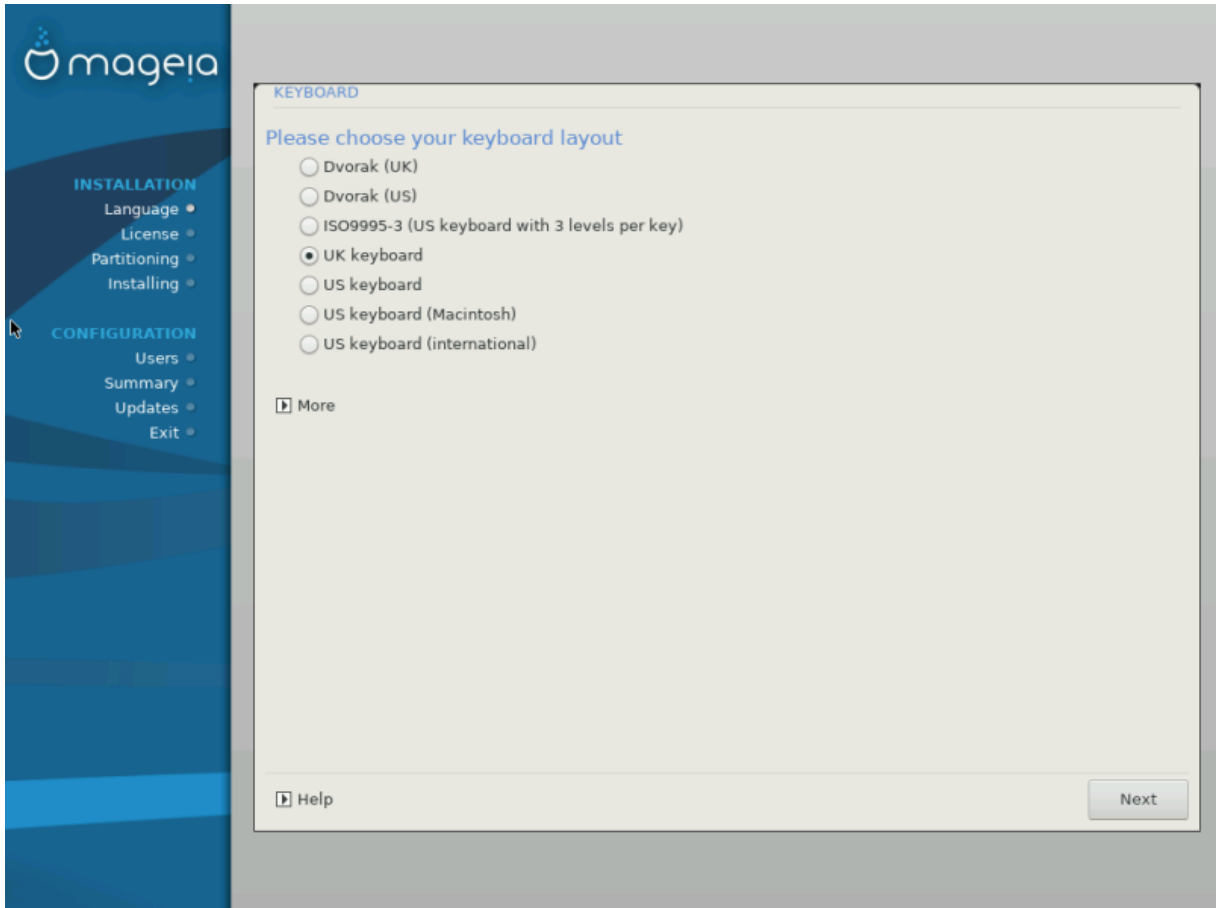 mageia
INSTALLATION
Language
License
Partitioning
Installing
CONFIGURATION
Users
Summary
Updates
Exit
KEYBOARD
Please choose your keyboard layout
Dvorak (UK)
Dvorak (US)
ISO9995-3 (US keyboard with 3 levels per key)
UK keyboard
US keyboard
US keyboard (Macintosh)
US keyboard (international)
More
Help
Next